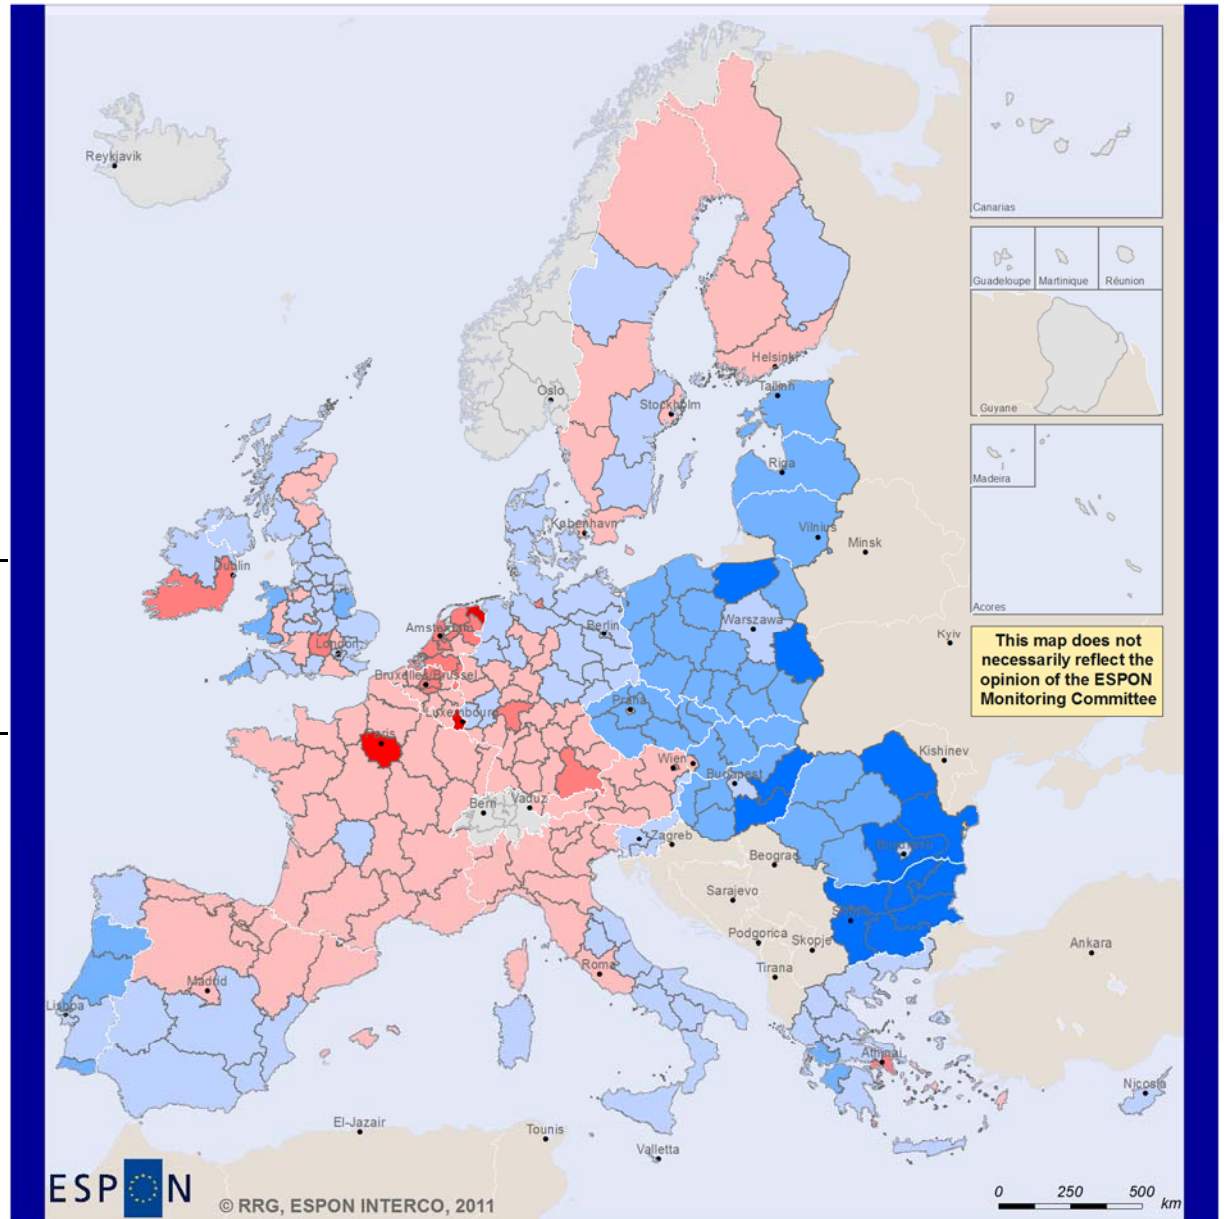 Reykjavik
Canarias
Guadeloupe
Martinique
Réunion
Helsinki
Guyane
Tallinn
Oslo
Stockholm
Riga
Madeira
København
Vilnius
Minsk
Dublin
Acores
Amsterdam
Berlin
Warszawa
London
Kyiv
This map does not
necessarily reflect the
opinion of the ESPON
Monitoring Committee
Bruxelles/Brussel
Praha
Luxembourg
Paris
Kishinev
Wien
Budapest
Bern
Vaduz
Zagreb
Beograd
Sarajevo
Podgorica
Skopje
Ankara
Roma
Tirana
Madrid
Lisboa
Athinai
Nicosia
El-Jazair
Tounis
Valletta
ESPON
© RRG, ESPON INTERCO, 2011
0 250 500
km